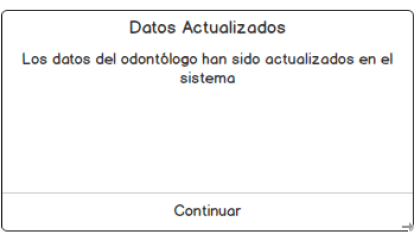 Datos Actualizados
Los datos del odontólogo han sido actualizados en el
sistema
Continuar